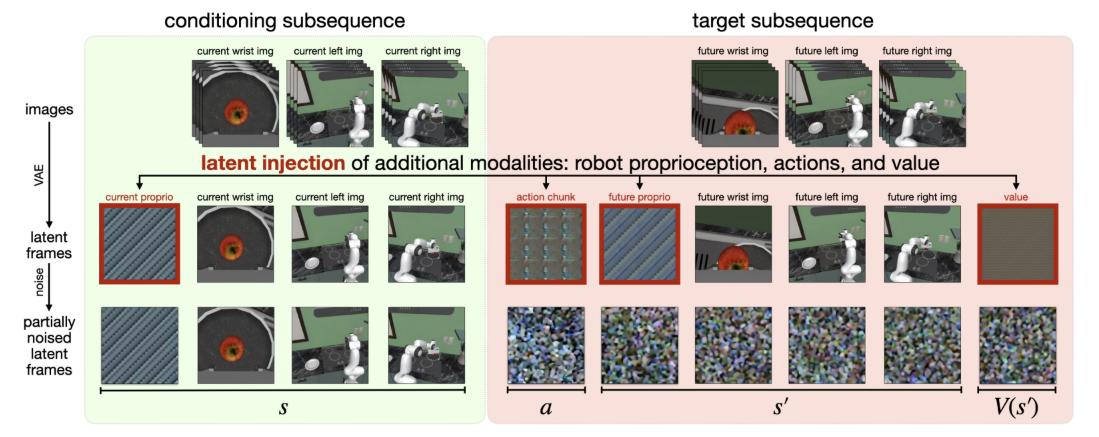 conditioning subsequence
target subsequence
current wrist img
current left img
current right img
future wrist img
future left img
future right img
images
VAE
latent injection of additional modalities: robot proprioception, actions, and value
current proprio
current wrist img
current left img
current right img
action chunk
future proprio
future wrist img
future left img
future right img
value
latent
frames
noise
partially
noised
latent
frames
s
a
s′
V(s′)